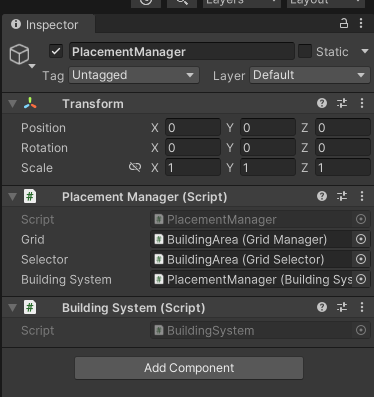 Layers
Layout
Inspector
PlacementManager
Static
Tag Untagged Layer Default
Transform
Position X 0 Y 0 Z 0
Rotation X 0 Y 0 Z 0
Scale X 1 Y 1 Z 1
Placement Manager (Script)
Script PlacementManager
Grid BuildingArea (Grid Manager)
Selector BuildingArea (Grid Selector)
Building System PlacementManager (Building Sys
Building System (Script)
Script BuildingSystem
Add Component